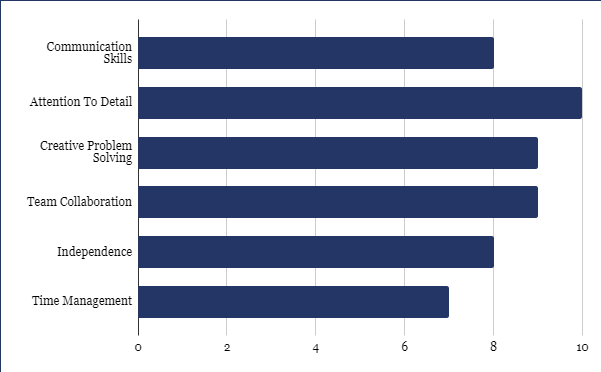 Communication
Skills
Attention To Detail
Creative Problem
Solving
Team Collaboration
Independence
Time Management
0 2 4 6 8 10